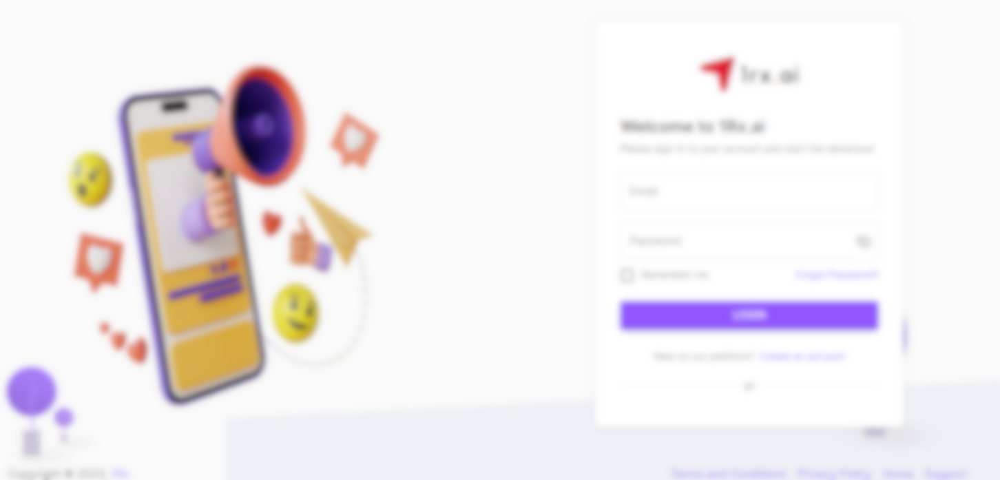 1rx.ai
Welcome to 1Rx.ai
Please sign in to your account and start the adventure
Email
Password
Remember me
Forgot Password?
LOGIN
New on our platform? Create an account
or
Copyright © 2023, 1Rx
Terms and Conditions Privacy Policy Home Support